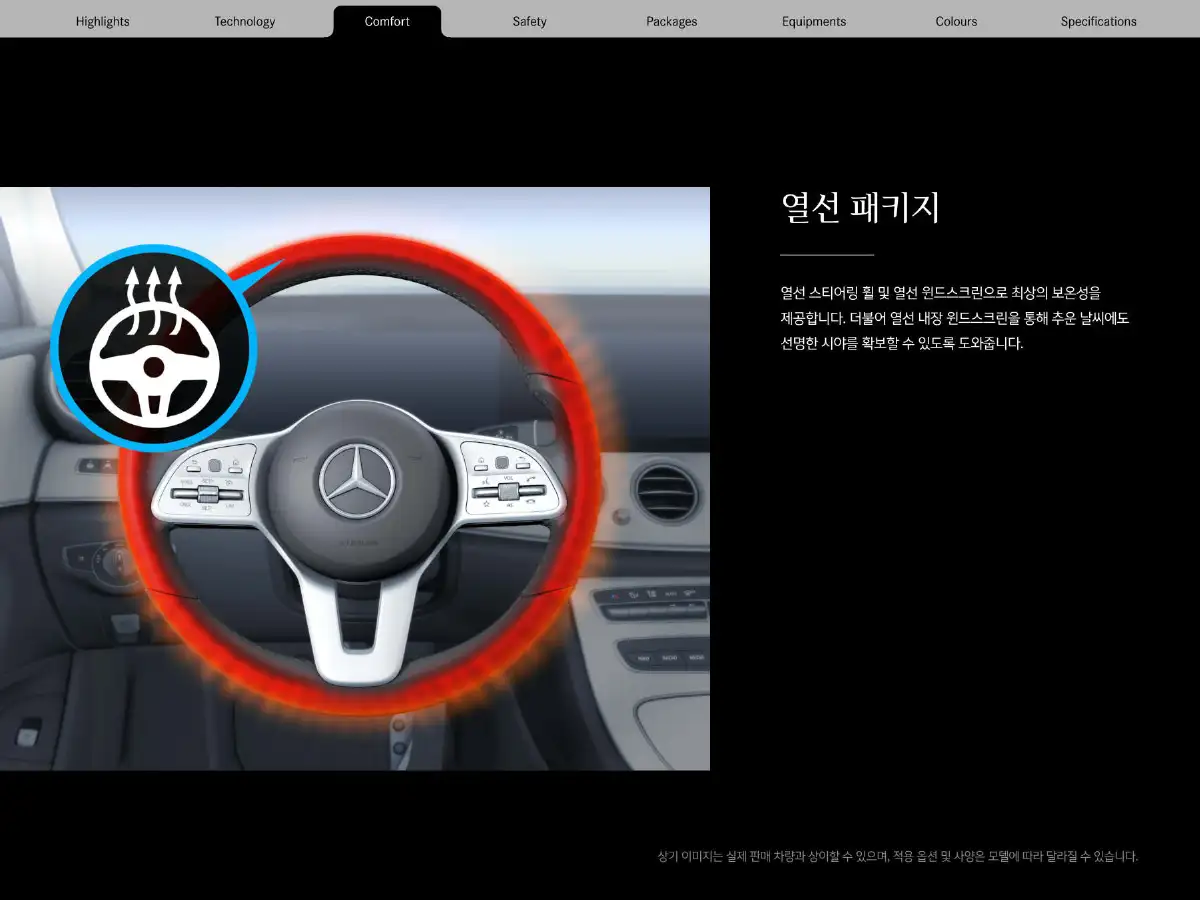 Highlights
Technology
Comfort
Safety
Packages
Equipments
Colours
Specifications
열선 패키지
열선 스티어링 휠 및 열선 윈드스크린으로 최상의 보온성을
제공합니다. 더불어 열선 내장 윈드스크린을 통해 추운 날씨에도
선명한 시야를 확보할 수 있도록 도와줍니다.
상기 이미지는 실제 판매 차량과 상이할 수 있으며, 적용 옵션 및 사양은 모델에 따라 달라질 수 있습니다.